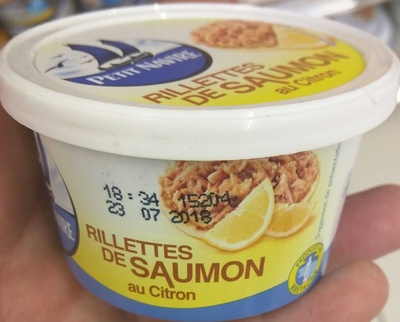 PETIT NAVIRE
RILLETTES
DE SAUMON
au Citron
18:34 15204
23 07 2018
RILLETTES
DE SAUMON
au Citron